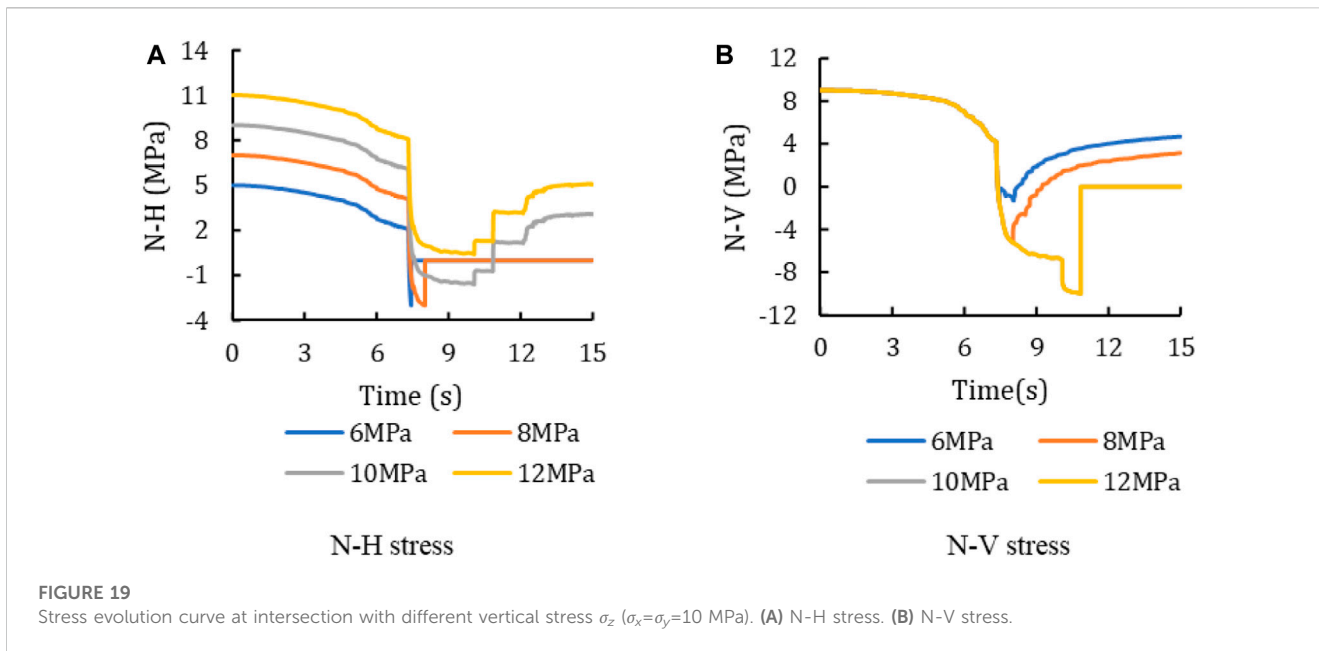 A
14
11
8
5
2
-1
-4
N-H (MPa)
0 3 6 9 12 15
Time (s)
6MPa 8MPa
10MPa 12MPa
N-H stress
B
12
8
4
0
-4
-8
-12
N-V (MPa)
0 3 6 9 12 15
Time(s)
6MPa 8MPa
10MPa 12MPa
N-V stress
FIGURE 19
Stress evolution curve at intersection with different vertical stress σz (σx=σy=10 MPa). (A) N-H stress. (B) N-V stress.